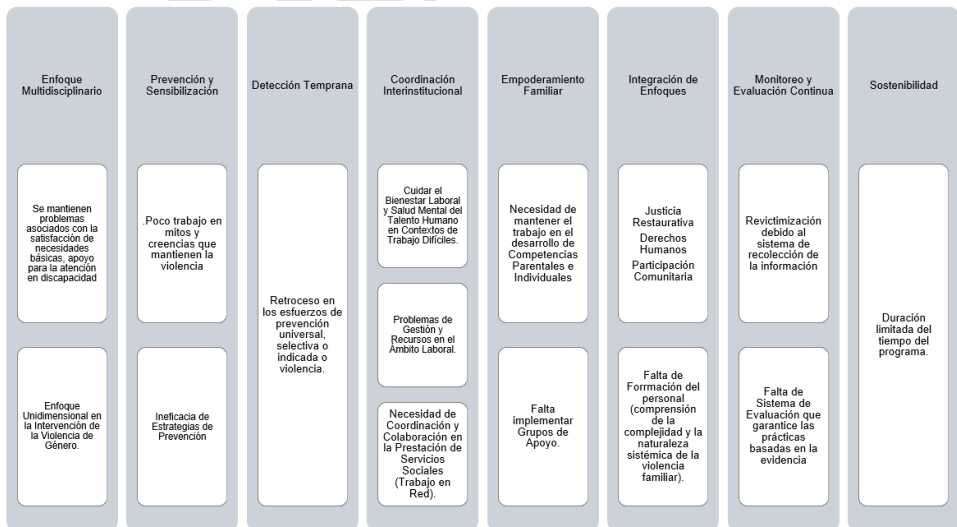 Enfoque
Multidisciplinario
Se mantienen
problemas
asociados con la
satisfacción de
necesidades
básicas, apoyo
para la atención
en discapacidad
Enfoque
Unidimensional en
la Intervención de
la Violencia de
Género.
Prevención y
Sensibilización
.Poco trabajo en
mitos y
creencias que
mantienen la
violencia
Ineficacia de
Estrategias de
Prevención
Detección Temprana
Retroceso en
los esfuerzos de
prevención
universal,
selectiva o
indicada o
violencia.
Coordinación
Interinstitucional
Cuidar el
Bienestar Laboral
y Salud Mental del
Talento Humano
en Contextos de
Trabajo Difíciles.
Problemas de
Gestión y
Recursos en el
Ámbito Laboral.
Necesidad de
Coordinación y
Colaboración en
la Prestación de
Servicios
Sociales
(Trabajo en
Red).
Empoderamiento
Familiar
Necesidad de
mantener el
trabajo en el
desarrollo de
Competencias
Parentales e
Individuales
Falta
implementar
Grupos de
Apoyo.
Integración de
Enfoques
Justicia
Restaurativa
Derechos
Humanos
Participación
Comunitaria
Falta de
Forrmación del
personal
(comprensión
de la
complejidad y la
naturaleza
sistémica de la
violencia
familiar).
Monitoreo y
Evaluación Continua
Revictimización
debido al
sistema de
recolección de
la información
Falta de
Sistema de
Evaluación que
garantice las
prácticas
basadas en la
evidencia
Sostenibilidad
Duración
limitada del
tiempo del
programa.